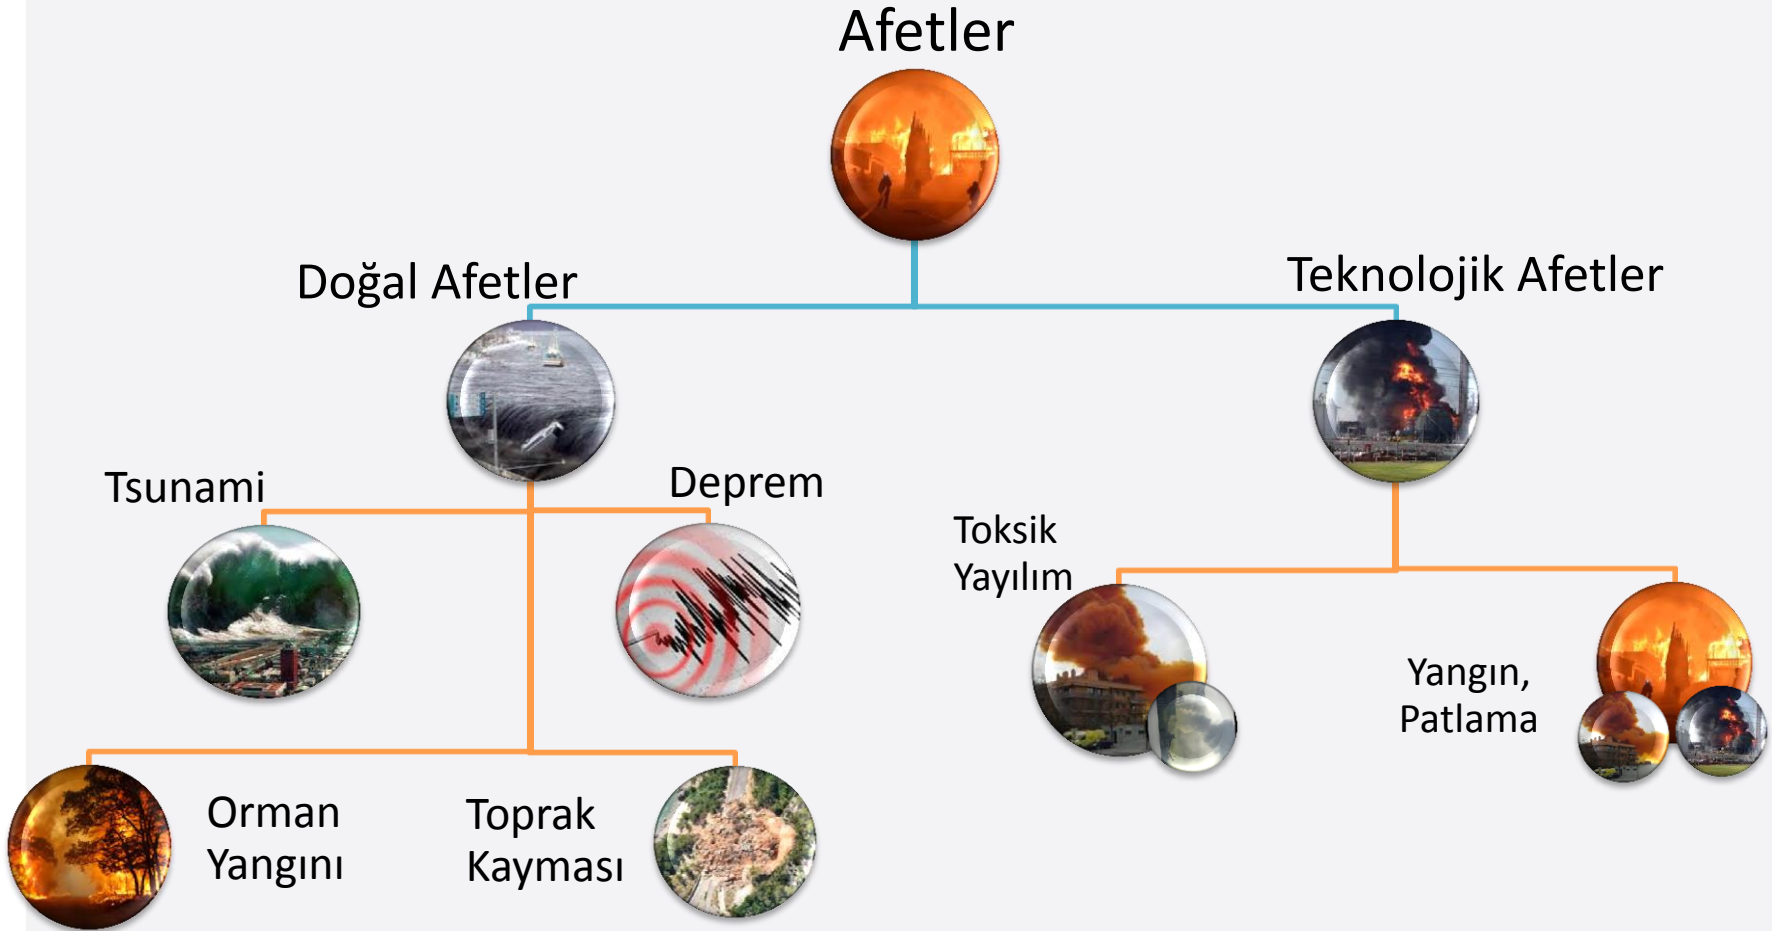 Afetler
Doğal Afetler
Teknolojik Afetler
Tsunami
Deprem
Toksik
Yayılım
Yangın,
Patlama
Orman
Yangını
Toprak
Kayması